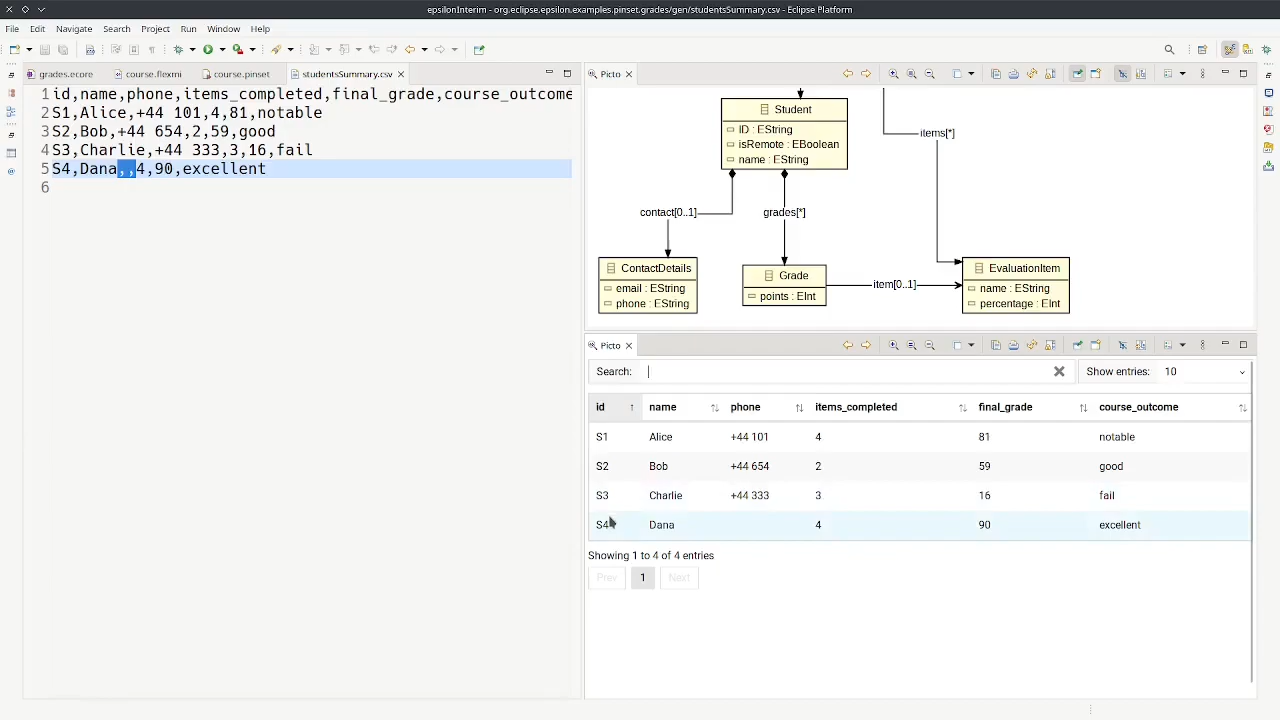 epsilonInterim - org.eclipse.epsilon.examples.pinset.grades/gen/studentsSummary.csv - Eclipse Platform
File Edit Navigate Search Project Run Window Help
grades.ecore course.flexmi course.pinset studentsSummary.csv
1 id,name,phone,items_completed,final_grade,course_outcome
2 S1,Alice,+44 101,4,81,notable
3 S2,Bob,+44 654,2,59,good
4 S3,Charlie,+44 333,3,16,fail
5 S4,Dana,,4,90,excellent
6
Picto
Student
ID : EString
isRemote : EBoolean
name : EString
items[*]
contact[0..1]
grades[*]
ContactDetails
email : EString
phone : EString
Grade
points : EInt
item[0..1]
EvaluationItem
name : EString
percentage : EInt
Picto
Search: Show entries: 10
id name phone items_completed final_grade course_outcome
S1 Alice +44 101 4 81 notable
S2 Bob +44 654 2 59 good
S3 Charlie +44 333 3 16 fail
S4 Dana 4 90 excellent
Showing 1 to 4 of 4 entries
Prev 1 Next